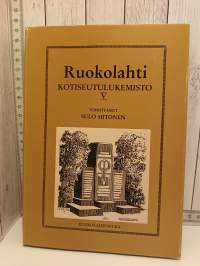 Ruokolahti
KOTISEUTULUKEMISTO
V
TOIMITTANUT
SULO SIITONEN